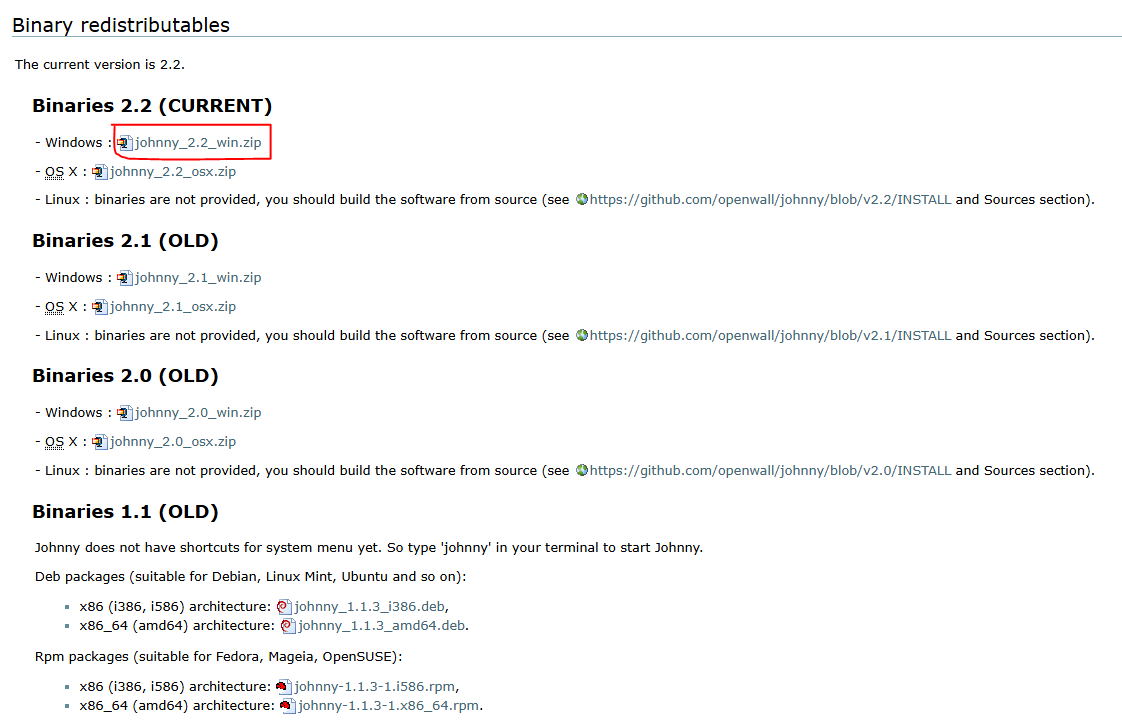 Binary redistributables
The current version is 2.2.
Binaries 2.2 (CURRENT)
- Windows : johnny_2.2_win.zip
- OS X : johnny_2.2_osx.zip
- Linux : binaries are not provided, you should build the software from source (see https://github.com/openwall/johnny/blob/v2.2/INSTALL and Sources section).
Binaries 2.1 (OLD)
- Windows : johnny_2.1_win.zip
- OS X : johnny_2.1_osx.zip
- Linux : binaries are not provided, you should build the software from source (see https://github.com/openwall/johnny/blob/v2.1/INSTALL and Sources section).
Binaries 2.0 (OLD)
- Windows : johnny_2.0_win.zip
- OS X : johnny_2.0_osx.zip
- Linux : binaries are not provided, you should build the software from source (see https://github.com/openwall/johnny/blob/v2.0/INSTALL and Sources section).
Binaries 1.1 (OLD)
Johnny does not have shortcuts for system menu yet. So type 'johnny' in your terminal to start Johnny.
Deb packages (suitable for Debian, Linux Mint, Ubuntu and so on):
x86 (i386, i586) architecture: johnny_1.1.3_i386.deb,
x86_64 (amd64) architecture: johnny_1.1.3_amd64.deb.
Rpm packages (suitable for Fedora, Mageia, OpenSUSE):
x86 (i386, i586) architecture: johnny-1.1.3-1.i586.rpm,
x86_64 (amd64) architecture: johnny-1.1.3-1.x86_64.rpm.